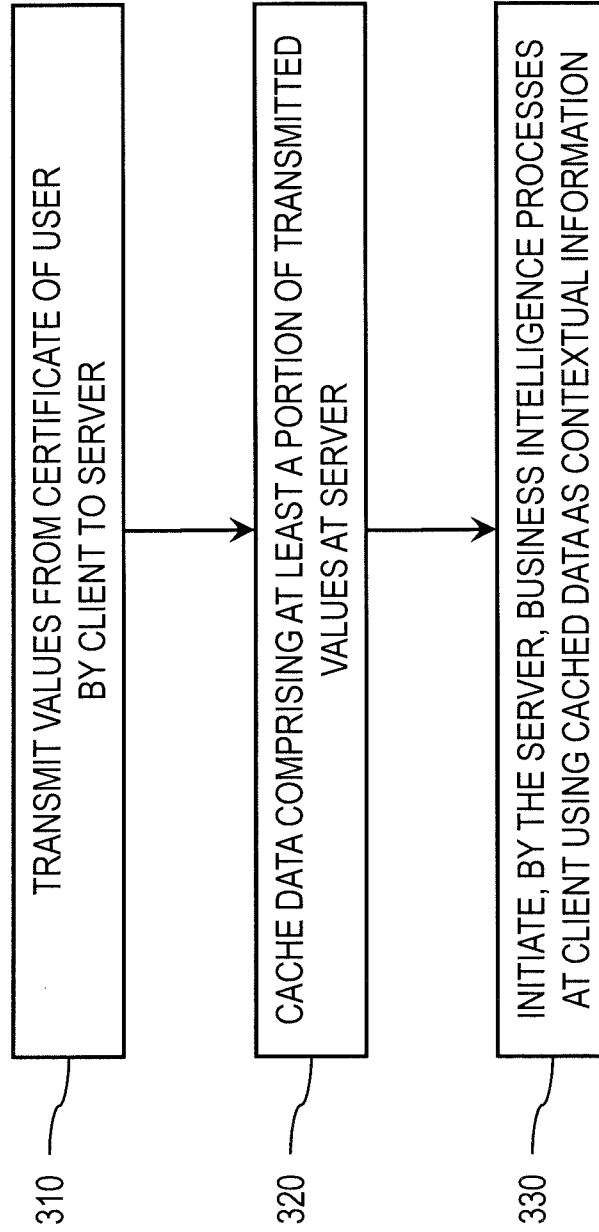 310
TRANSMIT VALUES FROM CERTIFICATE OF USER
BY CLIENT TO SERVER
320
CACHE DATA COMPRISING AT LEAST A PORTION OF TRANSMITTED
VALUES AT SERVER
330
INITIATE, BY THE SERVER, BUSINESS INTELLIGENCE PROCESSES
AT CLIENT USING CACHED DATA AS CONTEXTUAL INFORMATION